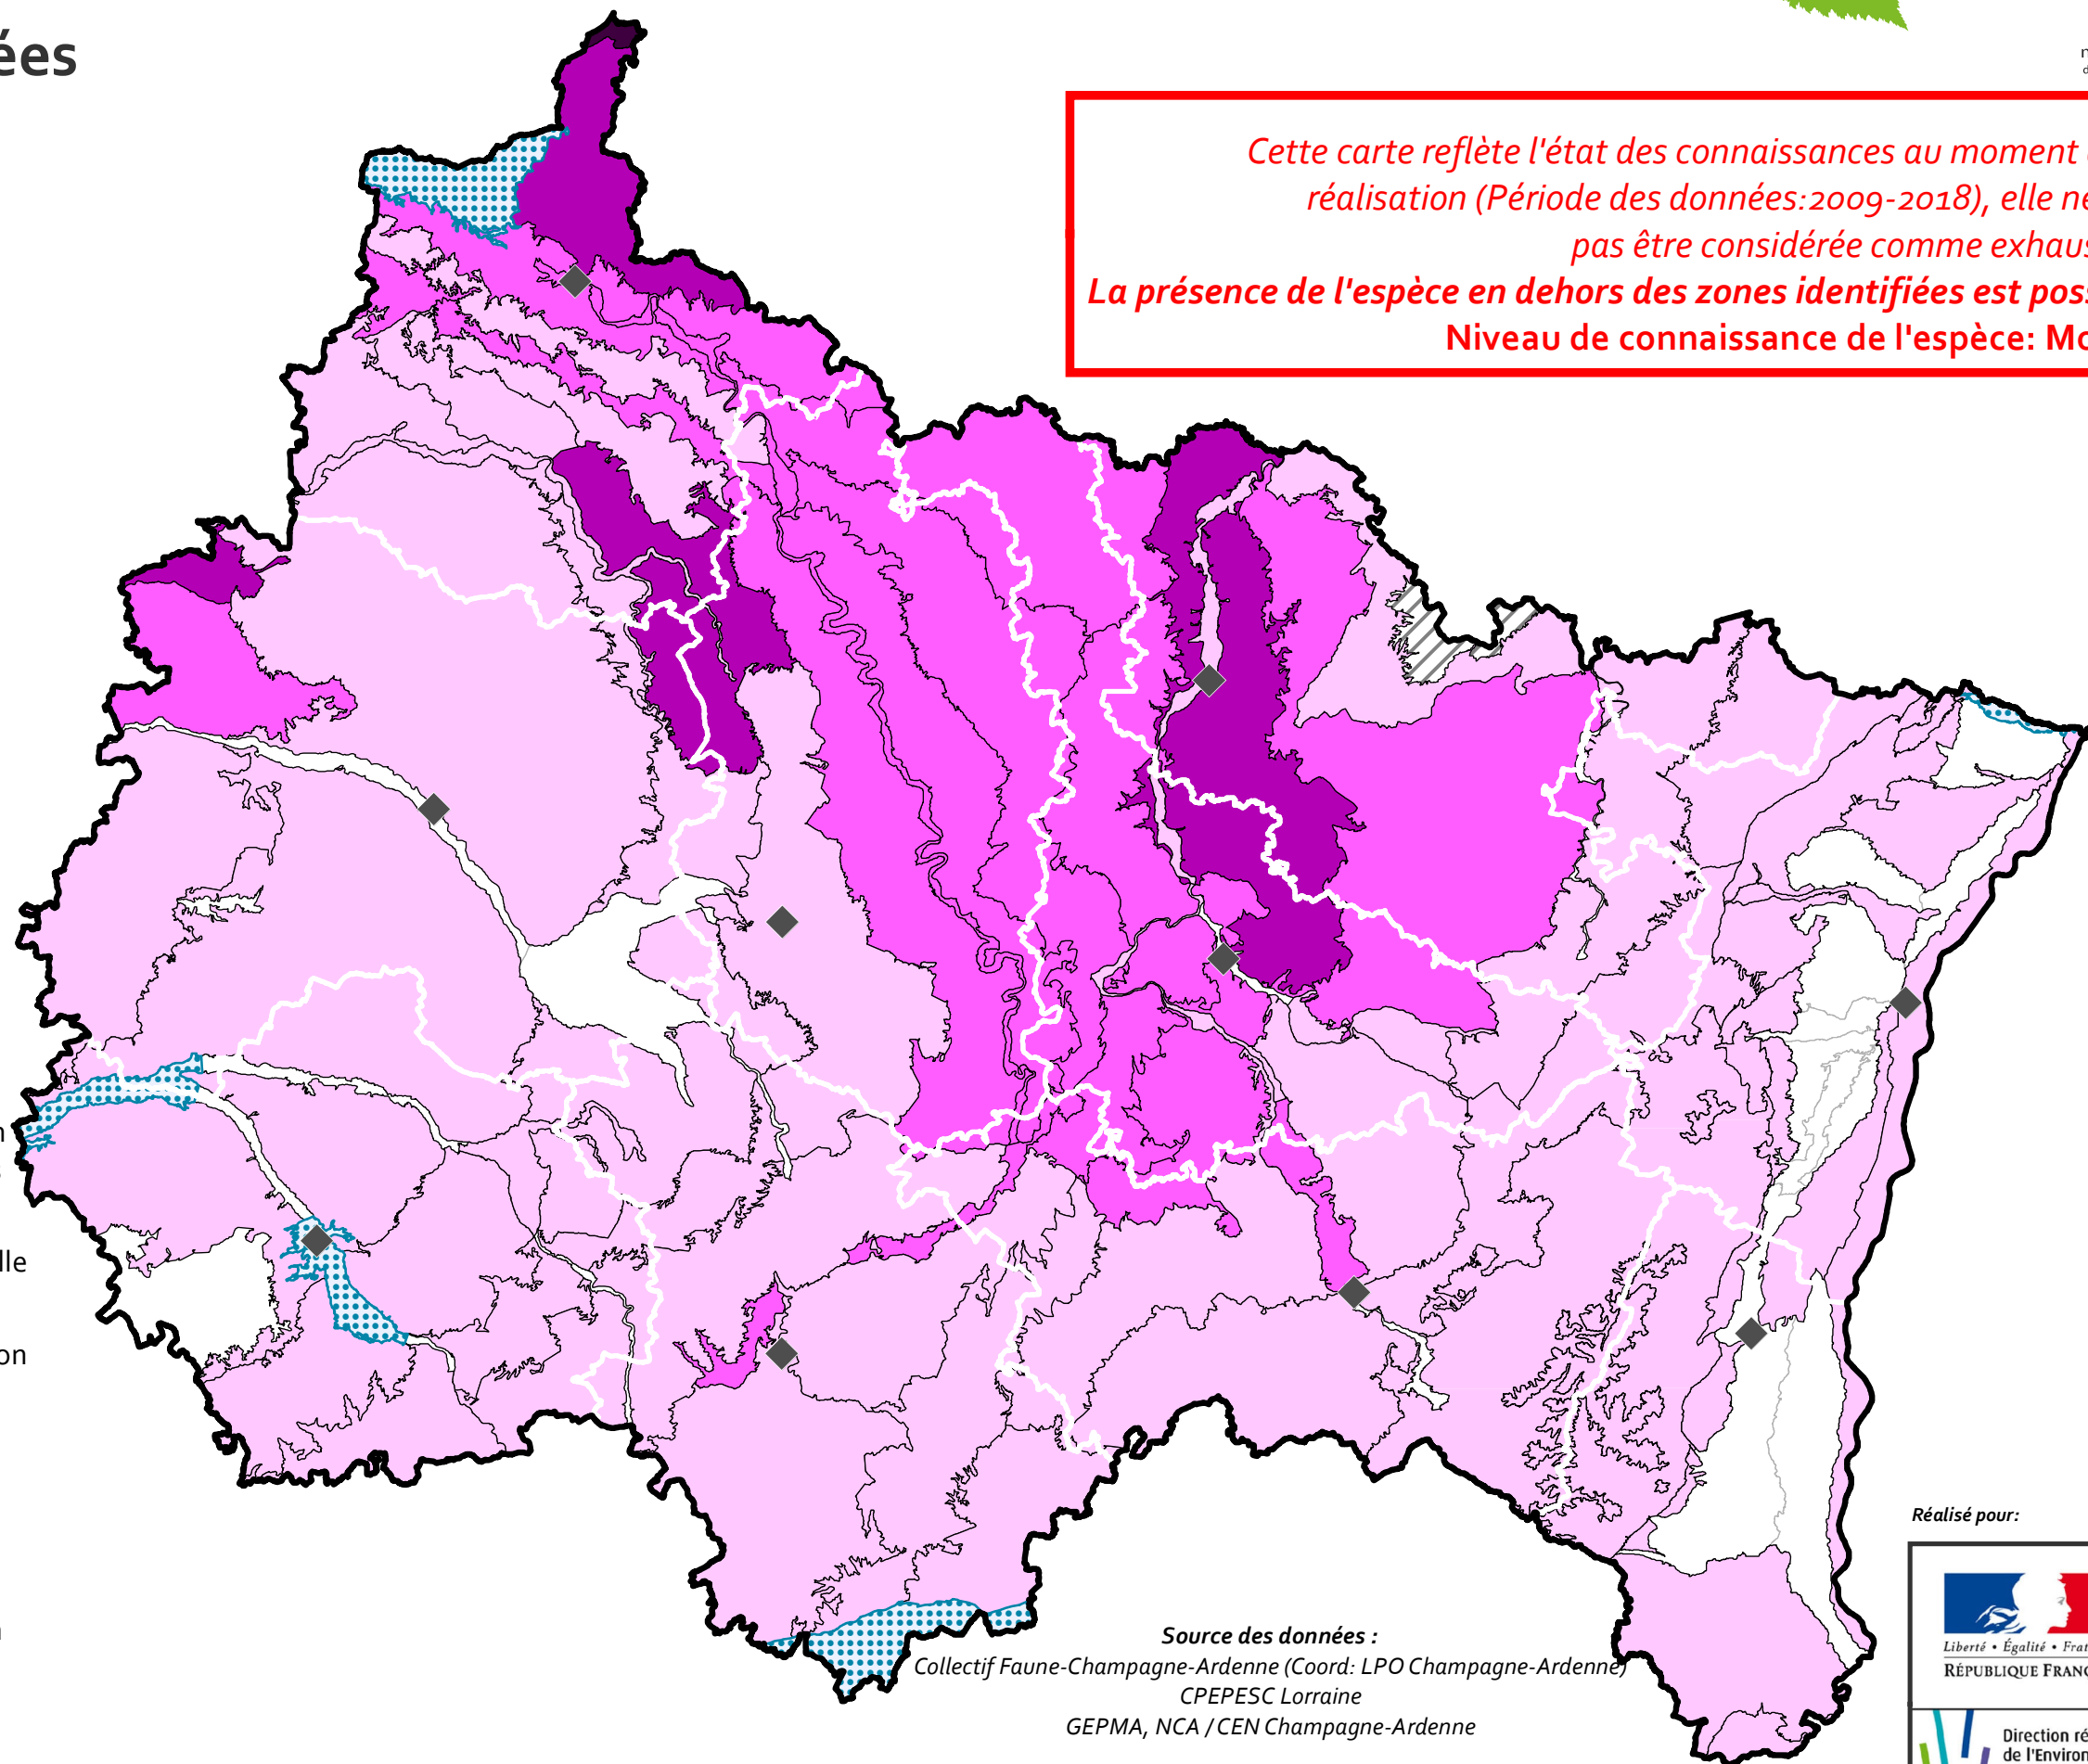 ées
Cette carte reflète l'état des connaissances au moment
réalisation (Période des données:2009-2018), elle ne
pas être considérée comme exhaus
La présence de l'espèce en dehors des zones identifiées est poss
Niveau de connaissance de l'espèce: Mo
n
lle
on
Réalisé pour:
Liberté • Égalité • Frat
RÉPUBLIQUE FRANÇ
Direction ré
de l'Environ
Source des données :
Collectif Faune-Champagne-Ardenne (Coord: LPO Champagne-Ardenne)
CPEPESC Lorraine
GEPMA, NCA / CEN Champagne-Ardenne